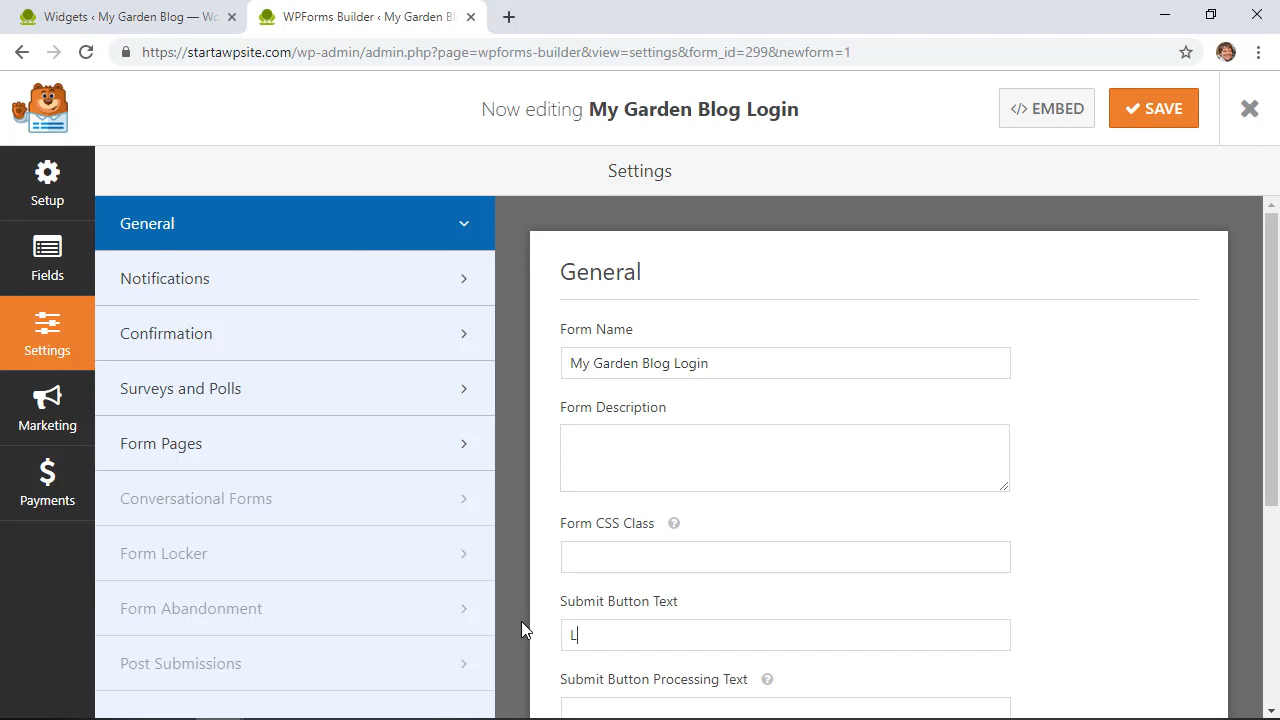 Widgets ‹ My Garden Blog — Wo
WPForms Builder ‹ My Garden Bl
https://startawpsite.com/wp-admin/admin.php?page=wpforms-builder&view=settings&form_id=299&newform=1
Now editing My Garden Blog Login
</> EMBED
SAVE
Setup
Fields
Settings
Marketing
Payments
Settings
General
Notifications
Confirmation
Surveys and Polls
Form Pages
Conversational Forms
Form Locker
Form Abandonment
Post Submissions
General
Form Name
My Garden Blog Login
Form Description
Form CSS Class ?
Submit Button Text
L
Submit Button Processing Text ?